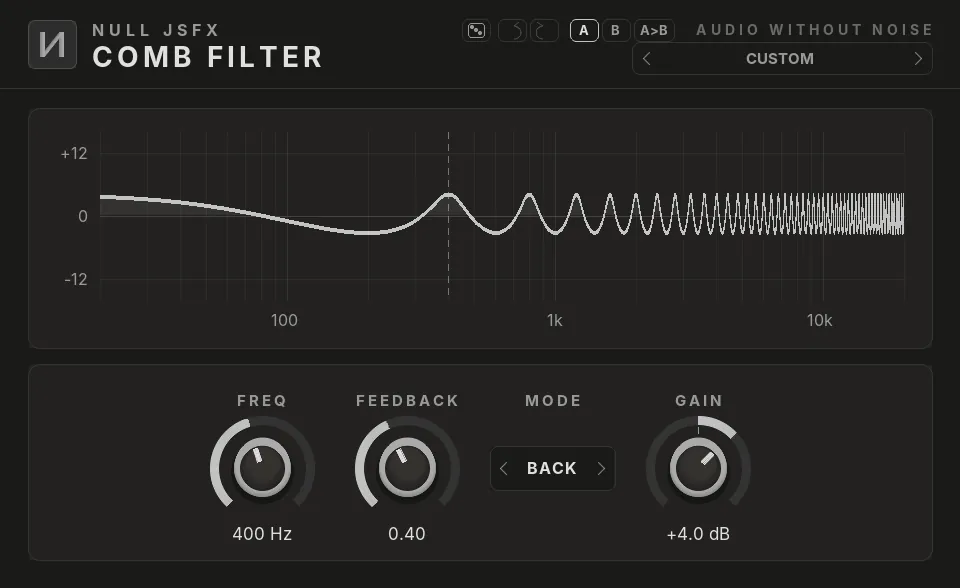 NULL JSFX
COMB FILTER
A B A>B AUDIO WITHOUT NOISE
CUSTOM
+12
0
-12
100 1k 10k
FREQ FEEDBACK MODE GAIN
BACK
400 Hz 0.40 +4.0 dB